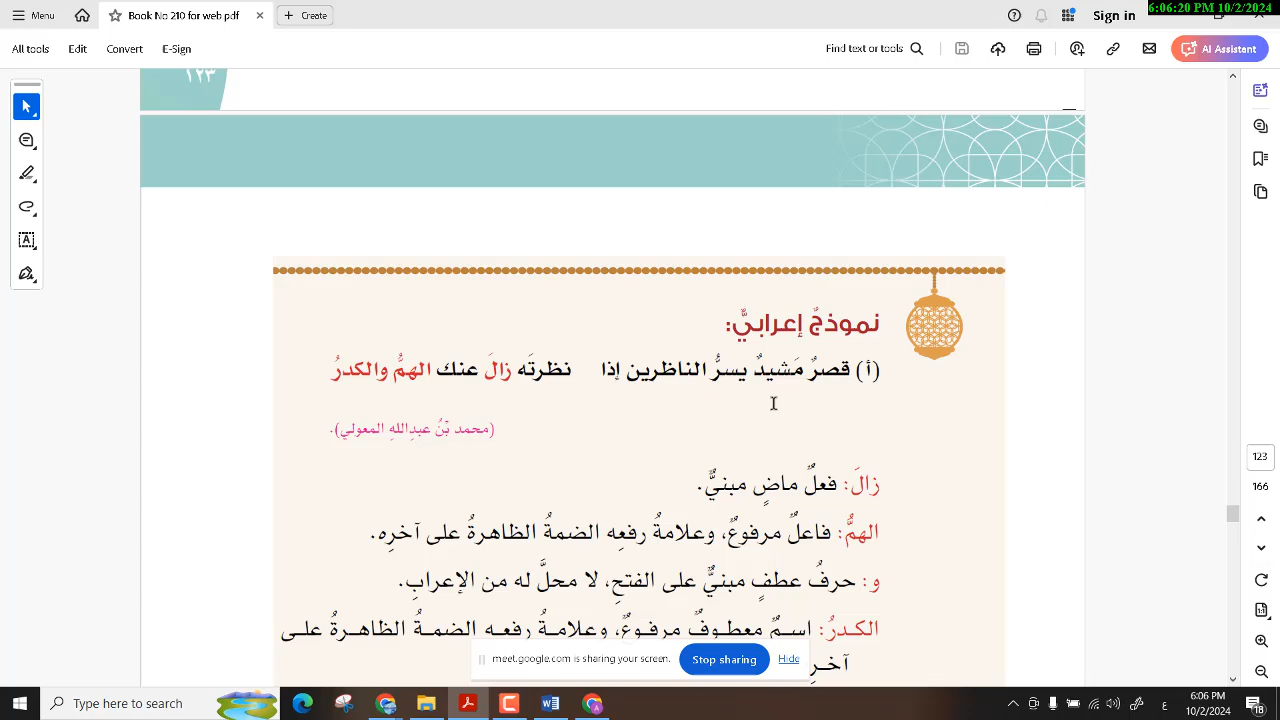 Menu
Book No 210 for web.pdf
Create
Sign in
6:06:20 PM 10/2/2024
All tools
Edit
Convert
E-Sign
Find text or tools
AI Assistant
١٢٣
نموذجٌ إعرابيٌّ:
(أ) قصرٌ مَشيدٌ يسرُّ الناظرين إذا نظرتَه زالَ عنك الهمُّ والكدرُ
(محمد بْنُ عبدِاللهِ المعولي).
زالَ: فعلٌ ماضٍ مبنيٌّ.
الهمُّ: فاعلٌ مرفوعٌ، وعلامةُ رفعِه الضمةُ الظاهرةُ على آخرِه.
و: حرفُ عطفٍ مبنيٌّ على الفتحِ، لا محلَّ له من الإعرابِ.
الكدرُ: اسمٌ معطوفٌ مرفوعٌ، وعلامةُ رفعه الضمةُ الظاهرةُ على
123
166
meet.google.com is sharing your screen.
Stop sharing
Hide
Type here to search
ع
6:06 PM
10/2/2024
18